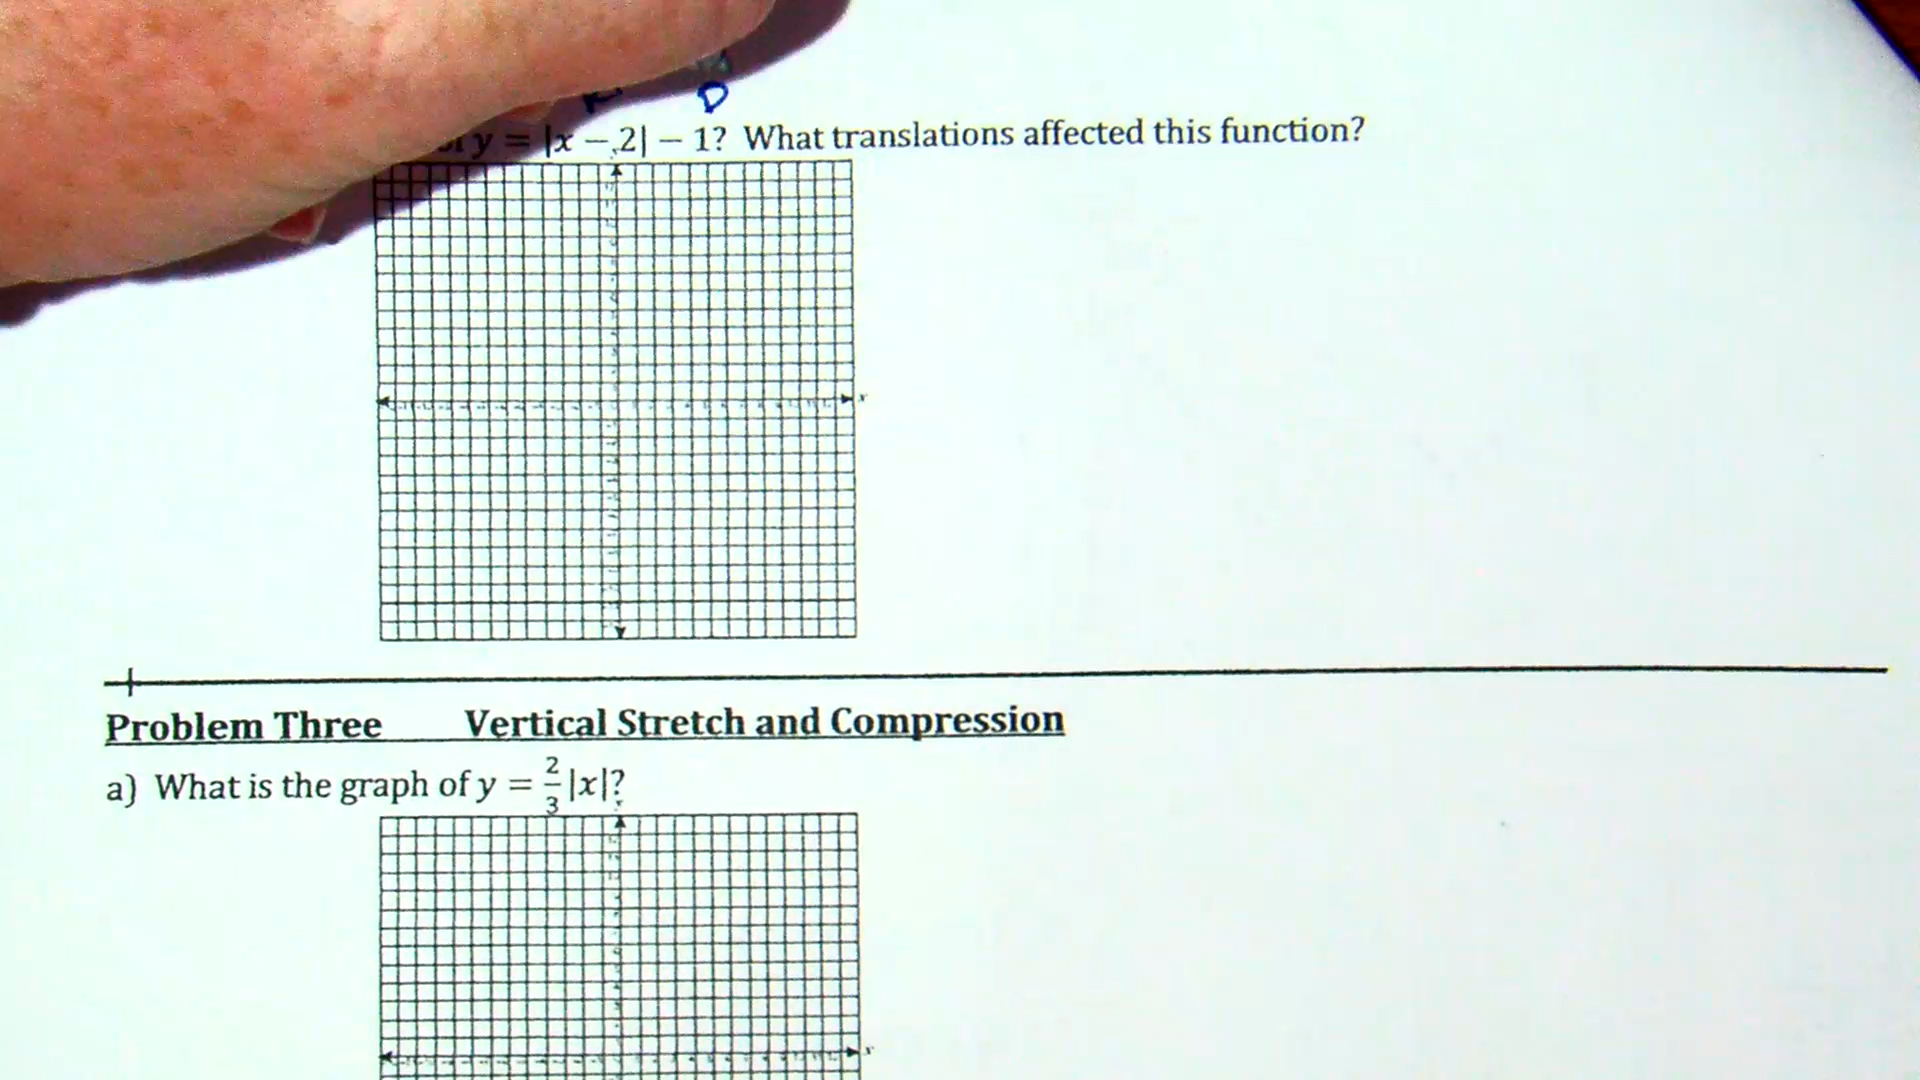 D
y = |x − 2| − 1? What translations affected this function?
x
Problem Three Vertical Stretch and Compression
a) What is the graph of y = 2/3 |x|?
x